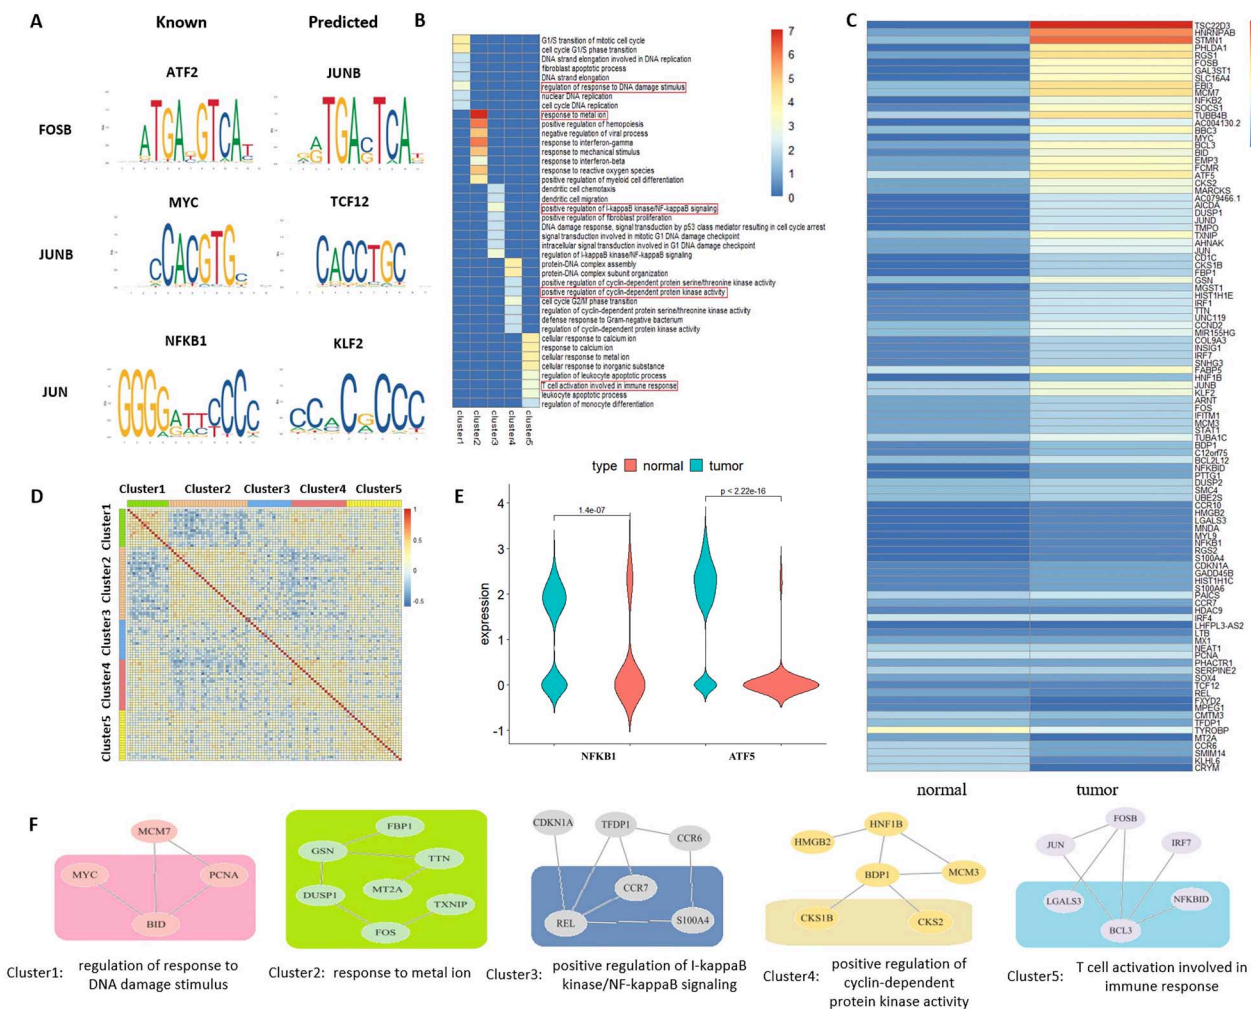 A
Known
Predicted
ATF2
JUNB
FOSB
MYC
TCF12
JUNB
NFKB1
KLF2
JUN
B
G1/S transition of mitotic cell cycle
cell cycle G1/S phase transition
DNA strand elongation involved in DNA replication
fibroblast apoptotic process
DNA strand elongation
regulation of response to DNA damage stimulus
nuclear DNA replication
cell cycle DNA replication
response to metal ion
positive regulation of hemopoiesis
negative regulation of viral process
response to interferon-gamma
response to mechanical stimulus
response to interferon-beta
response to reactive oxygen species
positive regulation of myeloid cell differentiation
dendritic cell chemotaxis
dendritic cell migration
positive regulation of I-kappaB kinase/NF-kappaB signaling
positive regulation of fibroblast proliferation
DNA damage response, signal transduction by p53 class mediator resulting in cell cycle arrest
signal transduction involved in mitotic G1 DNA damage checkpoint
intracellular signal transduction involved in G1 DNA damage checkpoint
regulation of I-kappaB kinase/NF-kappaB signaling
protein-DNA complex assembly
protein-DNA complex subunit organization
positive regulation of cyclin-dependent protein serine/threonine kinase activity
positive regulation of cyclin-dependent protein kinase activity
cell cycle G2/M phase transition
regulation of cyclin-dependent protein serine/threonine kinase activity
defense response to Gram-negative bacterium
regulation of cyclin-dependent protein kinase activity
cellular response to calcium ion
response to calcium ion
cellular response to metal ion
cellular response to inorganic substance
regulation of leukocyte apoptotic process
T cell activation involved in immune response
leukocyte apoptotic process
regulation of monocyte differentiation
cluster1
cluster2
cluster3
cluster4
cluster5
7
6
5
4
3
2
1
0
C
TSC22D3
HNRNPAB
STMN1
PHLDA1
RGS1
FOSB
GAL3ST1
SLC16A4
EBI3
MCM7
NFKB2
SOCS1
TUBB4B
AC004130.2
BBC3
MYC
BCL3
BID
EMP3
FCMR
ATF5
CKS2
MARCKS
AC079466.1
AICDA
DUSP1
JUND
TMPO
TXNIP
AHNAK
JUN
CD1C
CKS1B
FBP1
GSN
MGST1
HIST1H1E
IRF1
TTN
UNC119
CCND2
MIR155HG
COL9A3
INSIG1
IRF7
SNHG3
FABP5
HNF1B
JUNB
KLF2
ARNT
FOS
IFITM1
MCM3
STAT1
TUBA1C
BDP1
C12orf75
BCL2L12
NFKBID
PTTG1
DUSP2
SMC4
UBE2S
CCR10
HMGB2
LGALS3
MNDA
MYL9
NFKB1
RGS2
S100A4
CDKN1A
GADD45B
HIST1H1C
S100A6
PAICS
CCR7
HDAC9
IRF4
LHFPL3-AS2
LTB
MX1
NEAT1
PCNA
PHACTR1
SERPINE2
SOX4
TCF12
REL
FXYD2
MPEG1
CMTM3
TFDP1
TYROBP
MT2A
CCR6
SMIM14
KLHL6
CRYM
normal
tumor
D
Cluster1 Cluster2 Cluster3 Cluster4 Cluster5
Cluster1
Cluster2
Cluster3
Cluster4
Cluster5
1
0.5
0
-0.5
type normal tumor
E
expression
4
3
2
1
0
-1
1.4e-07
p < 2.22e-16
NFKB1
ATF5
F
MCM7
MYC
PCNA
BID
Cluster1: regulation of response to
DNA damage stimulus
FBP1
GSN
TTN
MT2A
DUSP1
TXNIP
FOS
Cluster2: response to metal ion
CDKN1A
TFDP1
CCR6
CCR7
REL
S100A4
Cluster3: positive regulation of I-kappaB
kinase/NF-kappaB signaling
HNF1B
HMGB2
BDP1
MCM3
CKS1B
CKS2
Cluster4: positive regulation of
cyclin-dependent
protein kinase activity
FOSB
JUN
IRF7
LGALS3
NFKBID
BCL3
Cluster5: T cell activation involved in
immune response